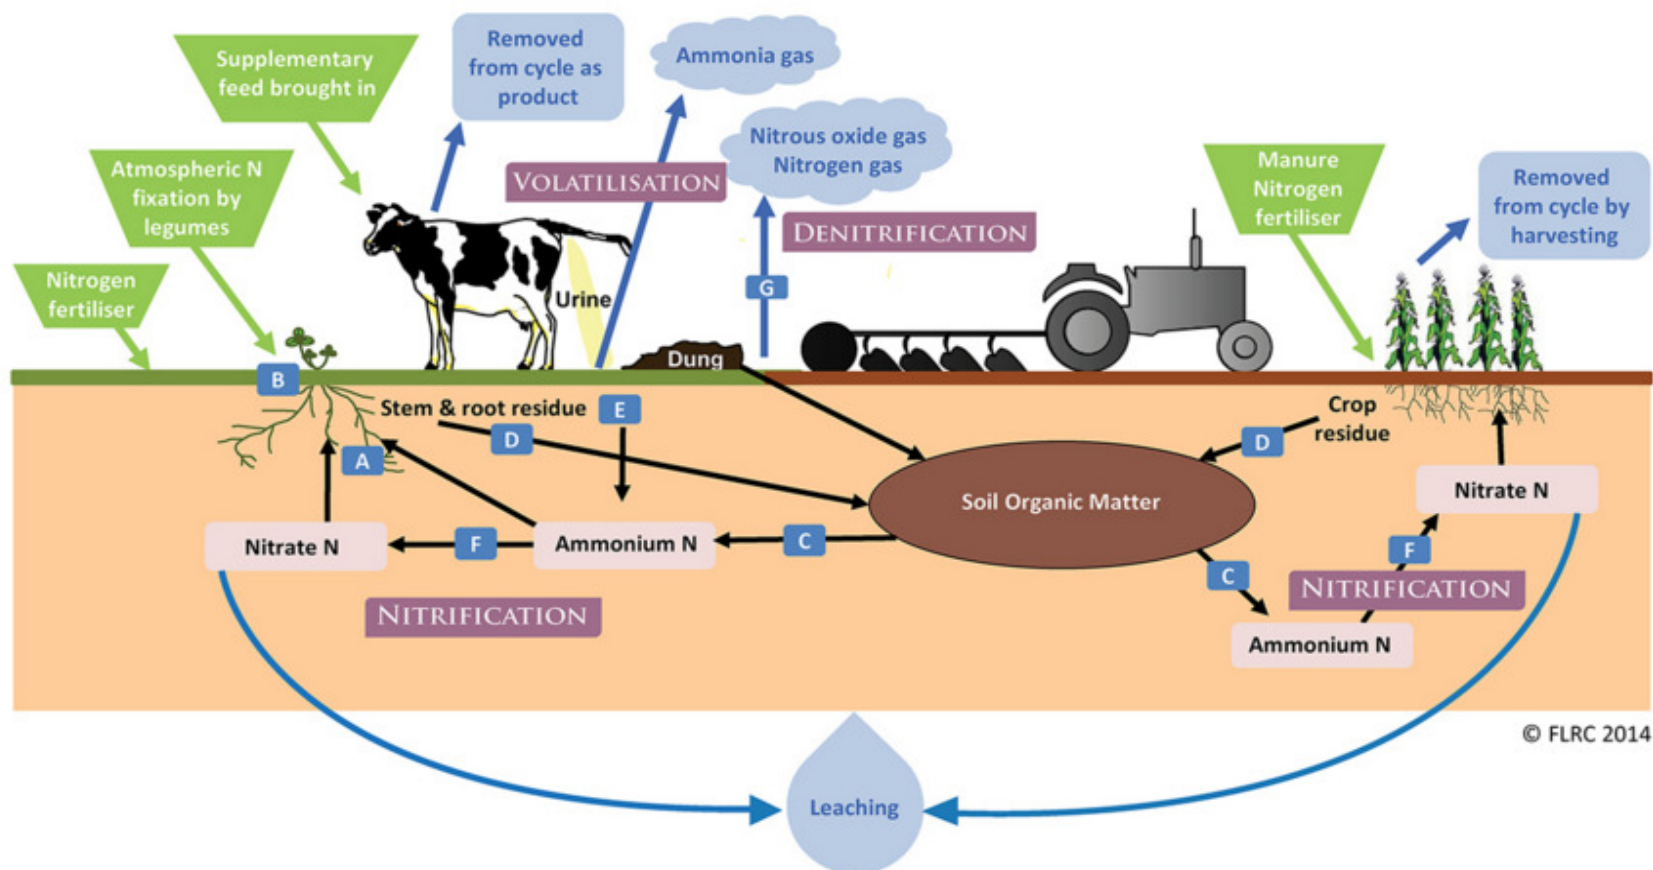 Supplementary
feed brought in
Removed
from cycle as
product
Ammonia gas
Nitrous oxide gas
Nitrogen gas
Atmospheric N
fixation by
legumes
VOLATILISATION
Manure
Nitrogen
fertiliser
Removed
from cycle by
harvesting
DENITRIFICATION
Nitrogen
fertiliser
Urine
G
Dung
B
Stem & root residue
E
Crop
residue
D
D
A
Soil Organic Matter
Nitrate N
Nitrate N
F
Ammonium N
C
F
C
NITRIFICATION
NITRIFICATION
Ammonium N
© FLRC 2014
Leaching